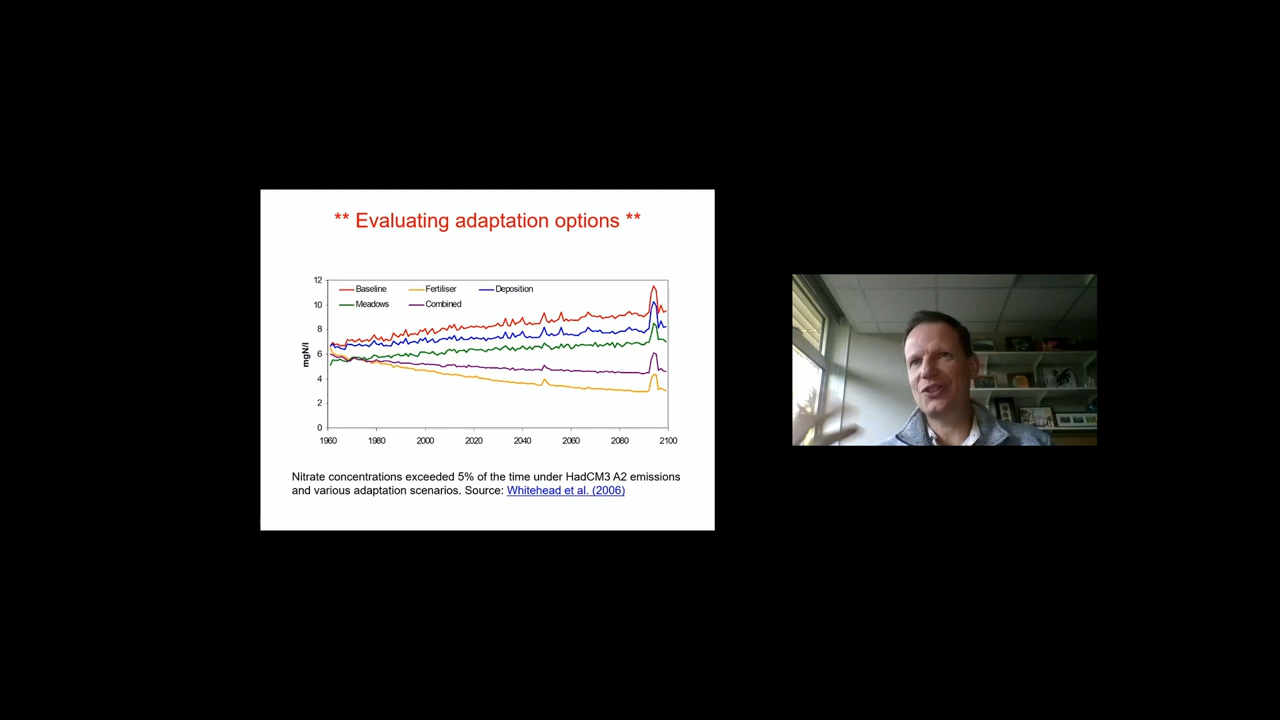 ** Evaluating adaptation options **
12
10
8
6
4
2
0
mgN/l
Baseline Fertiliser Deposition
Meadows Combined
1960 1980 2000 2020 2040 2060 2080 2100
Nitrate concentrations exceeded 5% of the time under HadCM3 A2 emissions
and various adaptation scenarios. Source: Whitehead et al. (2006)